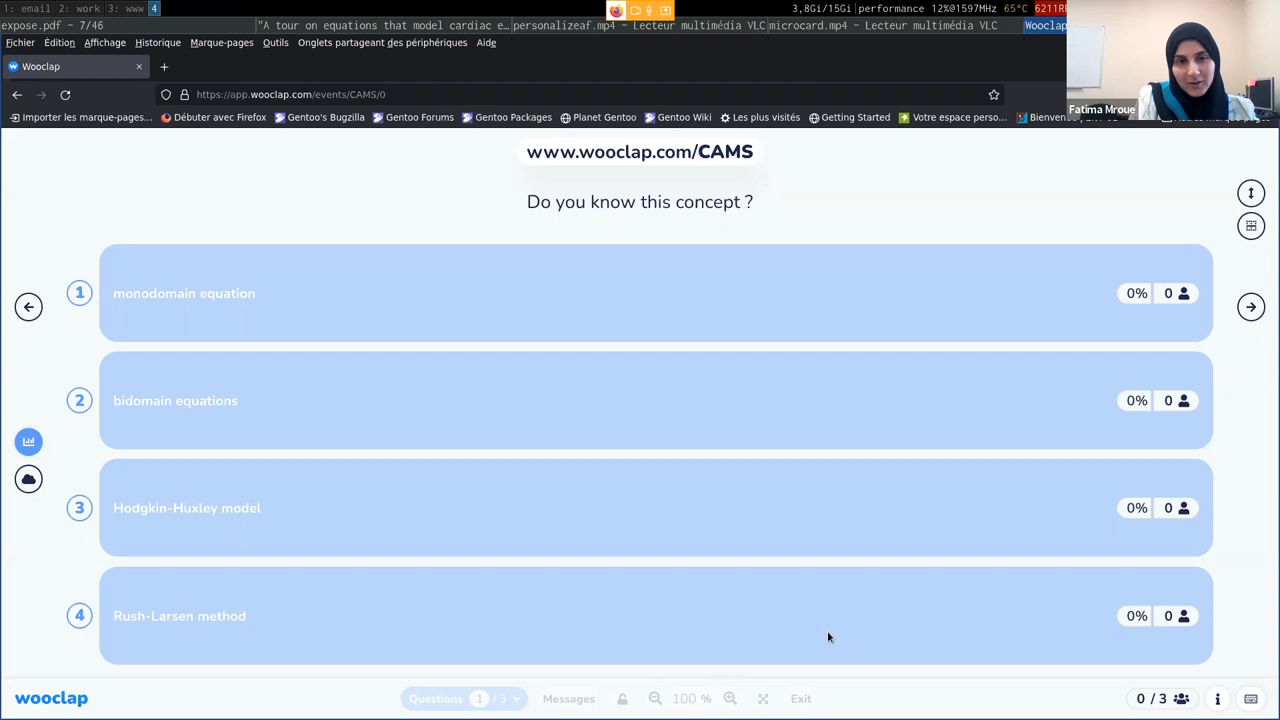 1: email 2: work 3: www 4
3,8Gi/15Gi|performance 12%@1597MHz 65°C
expose.pdf - 7/46
"A tour on equations that model cardiac e…
personalizeaf.mp4 - Lecteur multimédia VLC
microcard.mp4 - Lecteur multimédia VLC
Wooclap
Fichier Édition Affichage Historique Marque-pages Outils Onglets partageant des périphériques Aide
Wooclap
https://app.wooclap.com/events/CAMS/0
Importer les marque-pages… Débuter avec Firefox Gentoo's Bugzilla Gentoo Packages Planet Gentoo Gentoo Wiki Les plus visités Getting Started Votre espace perso…
Fatima Mroue
www.wooclap.com/CAMS
Do you know this concept ?
1 monodomain equation 0% 0
2 bidomain equations 0% 0
3 Hodgkin-Huxley model 0% 0
4 Rush-Larsen method 0% 0
wooclap Questions 1 / 3 Messages 100 % Exit 0 / 3